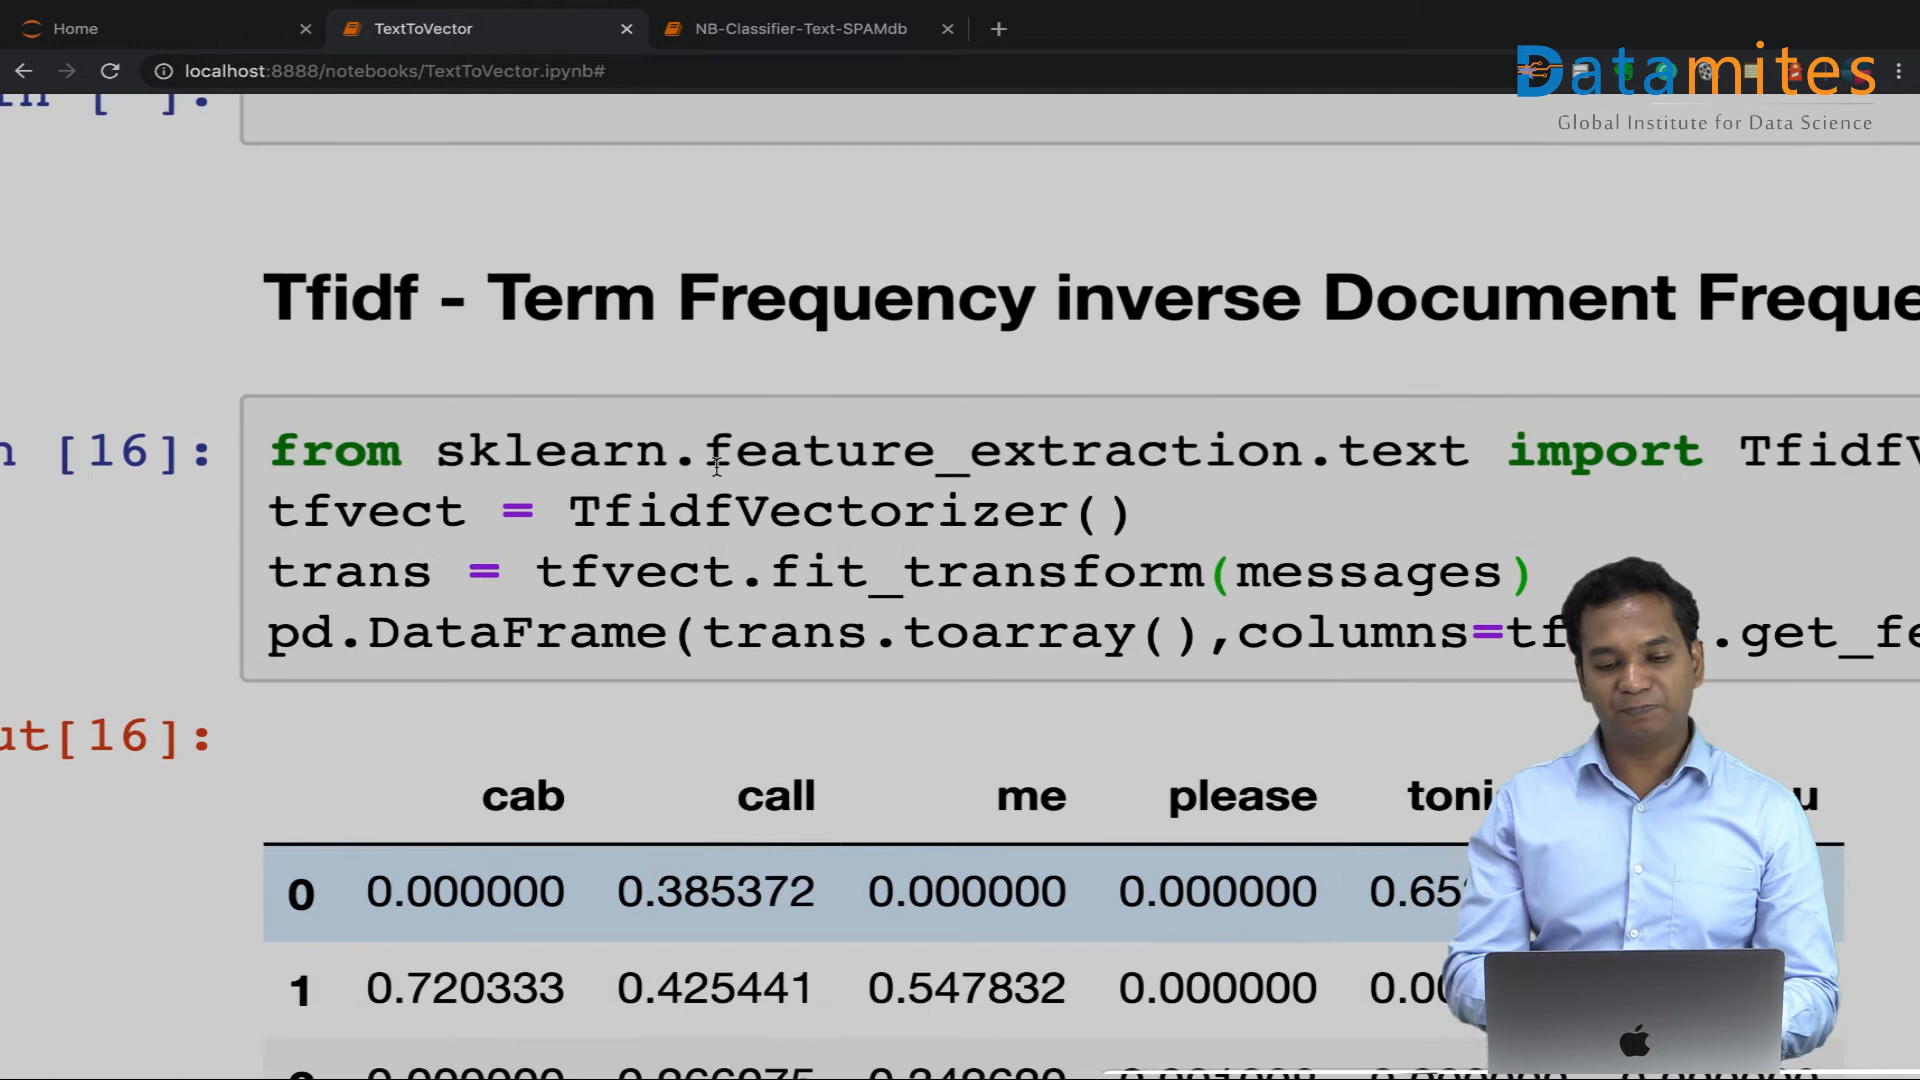 Home
TextToVector
NB-Classifier-Text-SPAMdb
localhost:8888/notebooks/TextToVector.ipynb#
Datamites
Global Institute for Data Science
[ ]:
Tfidf - Term Frequency inverse Document Freque
n [16]:
from sklearn.feature_extraction.text import TfidfV
tfvect = TfidfVectorizer()
trans = tfvect.fit_transform(messages)
pd.DataFrame(trans.toarray(),columns=tf .get_fe
ut[16]:
cab call me please toni u
0 0.000000 0.385372 0.000000 0.000000 0.65
1 0.720333 0.425441 0.547832 0.000000 0.0